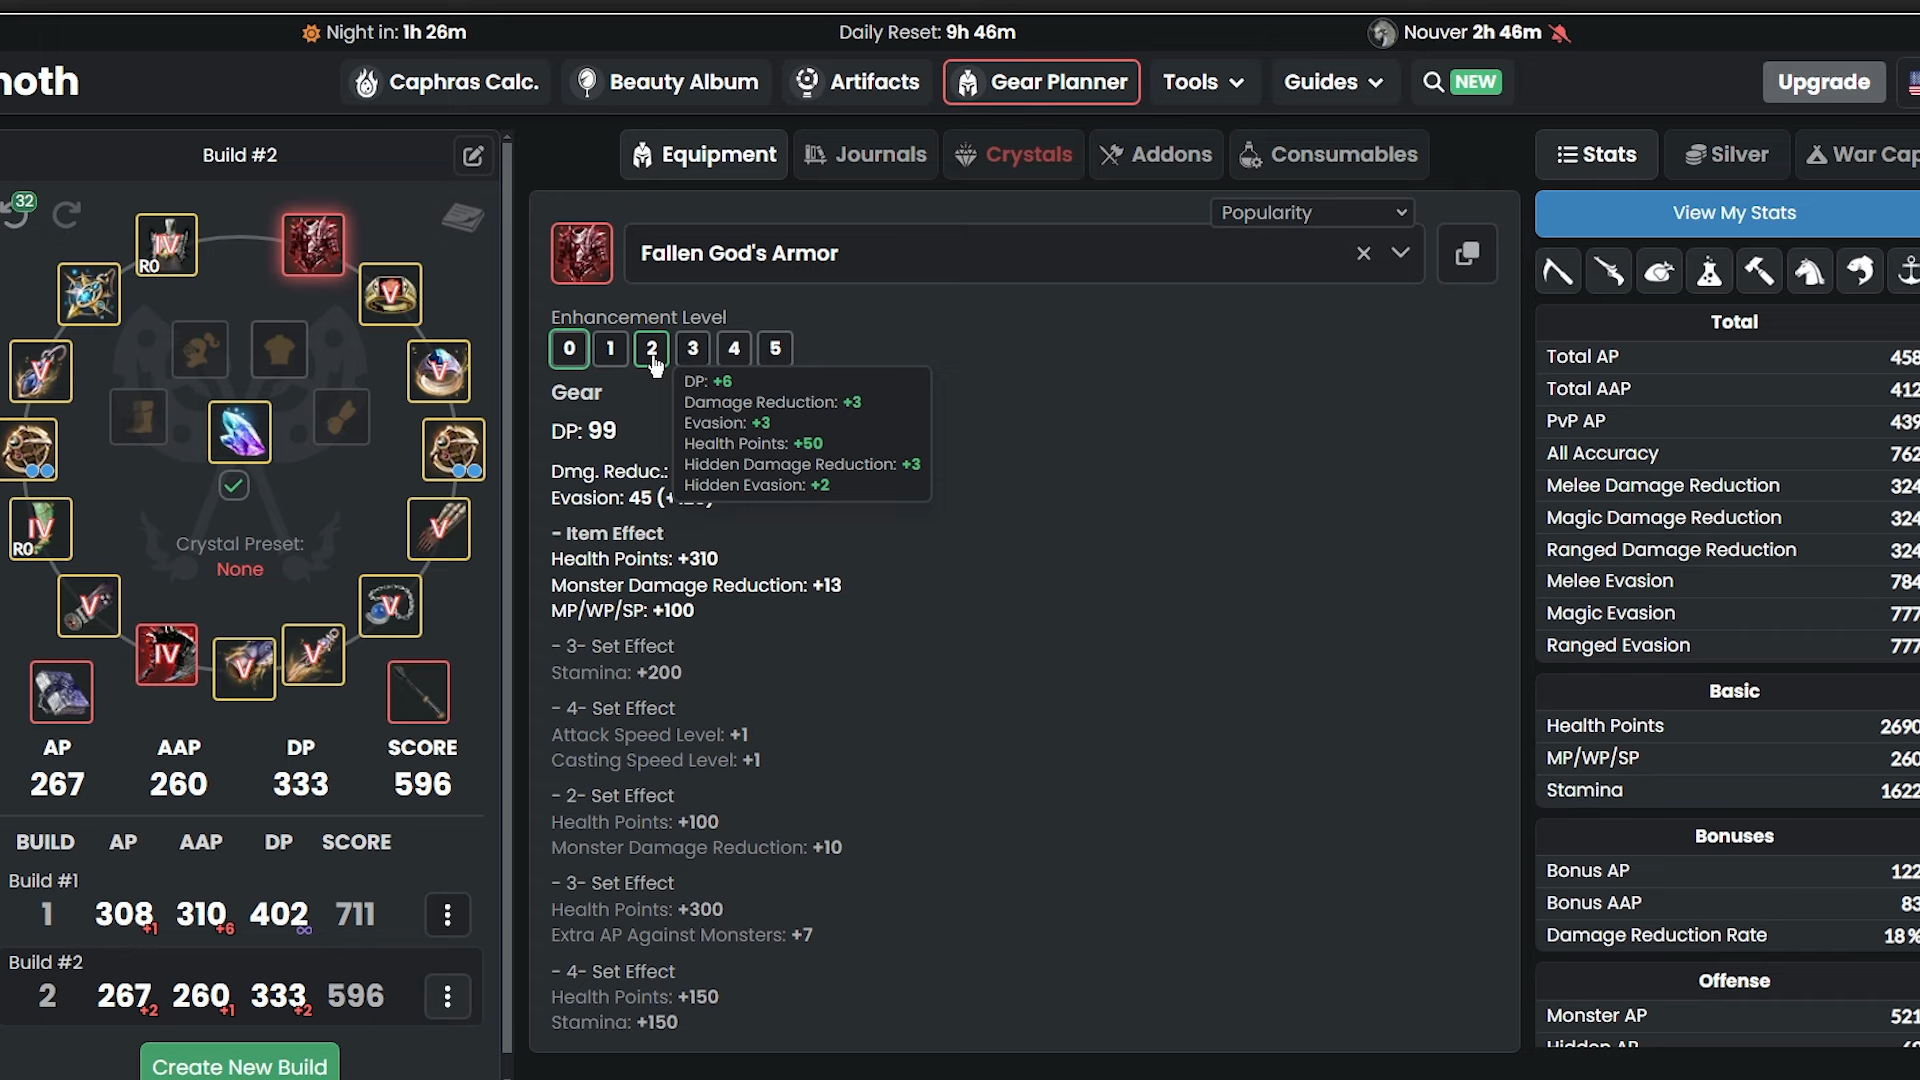 Night in: 1h 26m
Daily Reset: 9h 46m
Nouver 2h 46m
moth
Caphras Calc.
Beauty Album
Artifacts
Gear Planner
Tools
Guides
NEW
Upgrade
Build #2
Equipment
Journals
Crystals
Addons
Consumables
Stats
Silver
War Cap
32
IV
RO
V
V
V
IV
RO
V
V
V
IV
V
V
Crystal Preset:
None
AP
AAP
DP
SCORE
267
260
333
596
BUILD AP AAP DP SCORE
Build #1
1 308 +1 310 +6 402 ∞ 711
Build #2
2 267 +2 260 +1 333 +2 596
Create New Build
Popularity
Fallen God's Armor
Enhancement Level
0 1 2 3 4 5
Gear
DP: 99
Dmg. Reduc.:
Evasion: 45
DP: +6
Damage Reduction: +3
Evasion: +3
Health Points: +50
Hidden Damage Reduction: +3
Hidden Evasion: +2
- Item Effect
Health Points: +310
Monster Damage Reduction: +13
MP/WP/SP: +100
- 3- Set Effect
Stamina: +200
- 4- Set Effect
Attack Speed Level: +1
Casting Speed Level: +1
- 2- Set Effect
Health Points: +100
Monster Damage Reduction: +10
- 3- Set Effect
Health Points: +300
Extra AP Against Monsters: +7
- 4- Set Effect
Health Points: +150
Stamina: +150
View My Stats
Total
Total AP 458
Total AAP 412
PvP AP 439
All Accuracy 762
Melee Damage Reduction 324
Magic Damage Reduction 324
Ranged Damage Reduction 324
Melee Evasion 784
Magic Evasion 777
Ranged Evasion 777
Basic
Health Points 2690
MP/WP/SP 260
Stamina 1622
Bonuses
Bonus AP 122
Bonus AAP 83
Damage Reduction Rate 18%
Offense
Monster AP 521
Hidden AP